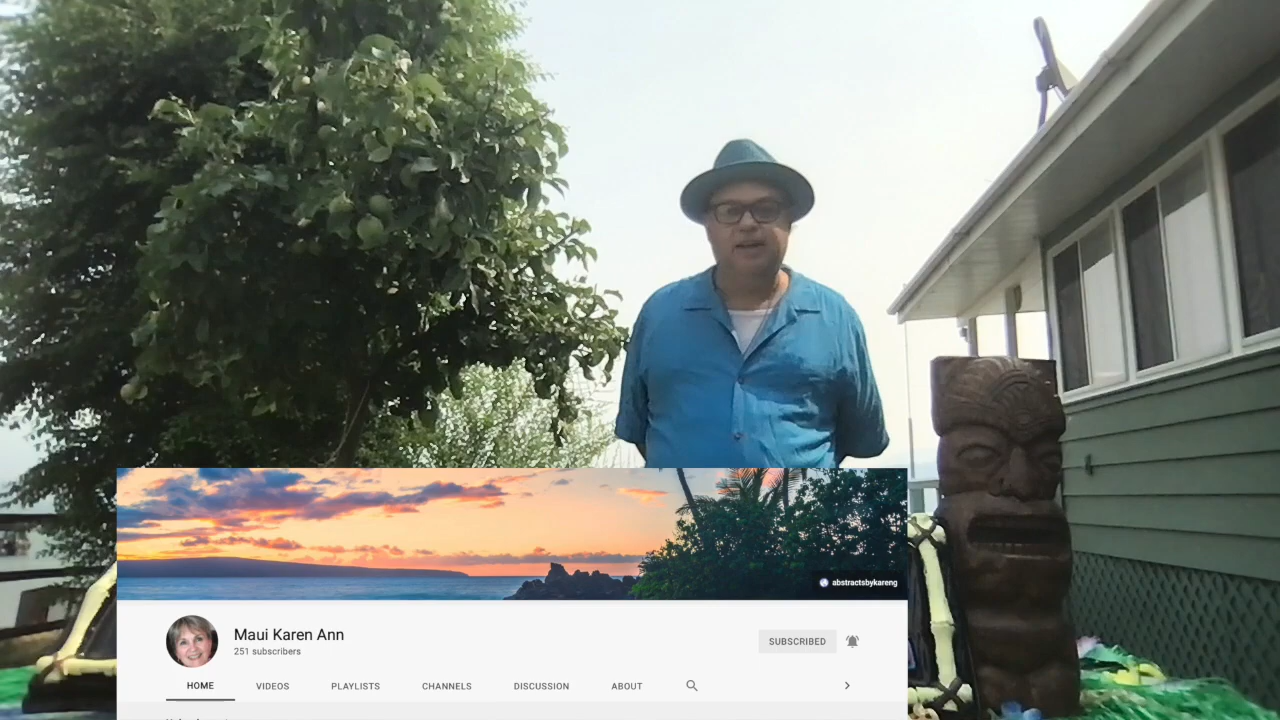 abstractsbykareng
Maui Karen Ann
251 subscribers
SUBSCRIBED
HOME VIDEOS PLAYLISTS CHANNELS DISCUSSION ABOUT